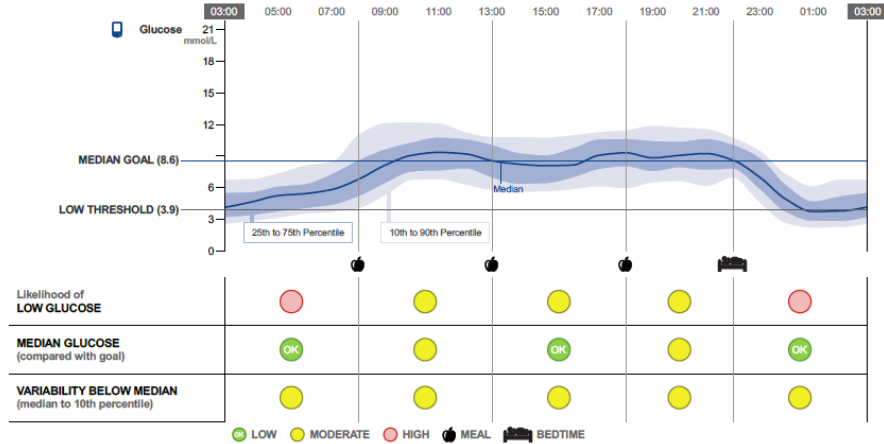 03:00 05:00 07:00 09:00 11:00 13:00 15:00 17:00 19:00 21:00 23:00 01:00 03:00
Glucose
mmol/L
21
18
15
12
MEDIAN GOAL (8.6)
6
LOW THRESHOLD (3.9)
3
0
Median
25th to 75th Percentile
10th to 90th Percentile
Likelihood of
LOW GLUCOSE
MEDIAN GLUCOSE
(compared with goal)
OK OK OK
VARIABILITY BELOW MEDIAN
(median to 10th percentile)
OK LOW MODERATE HIGH MEAL BEDTIME